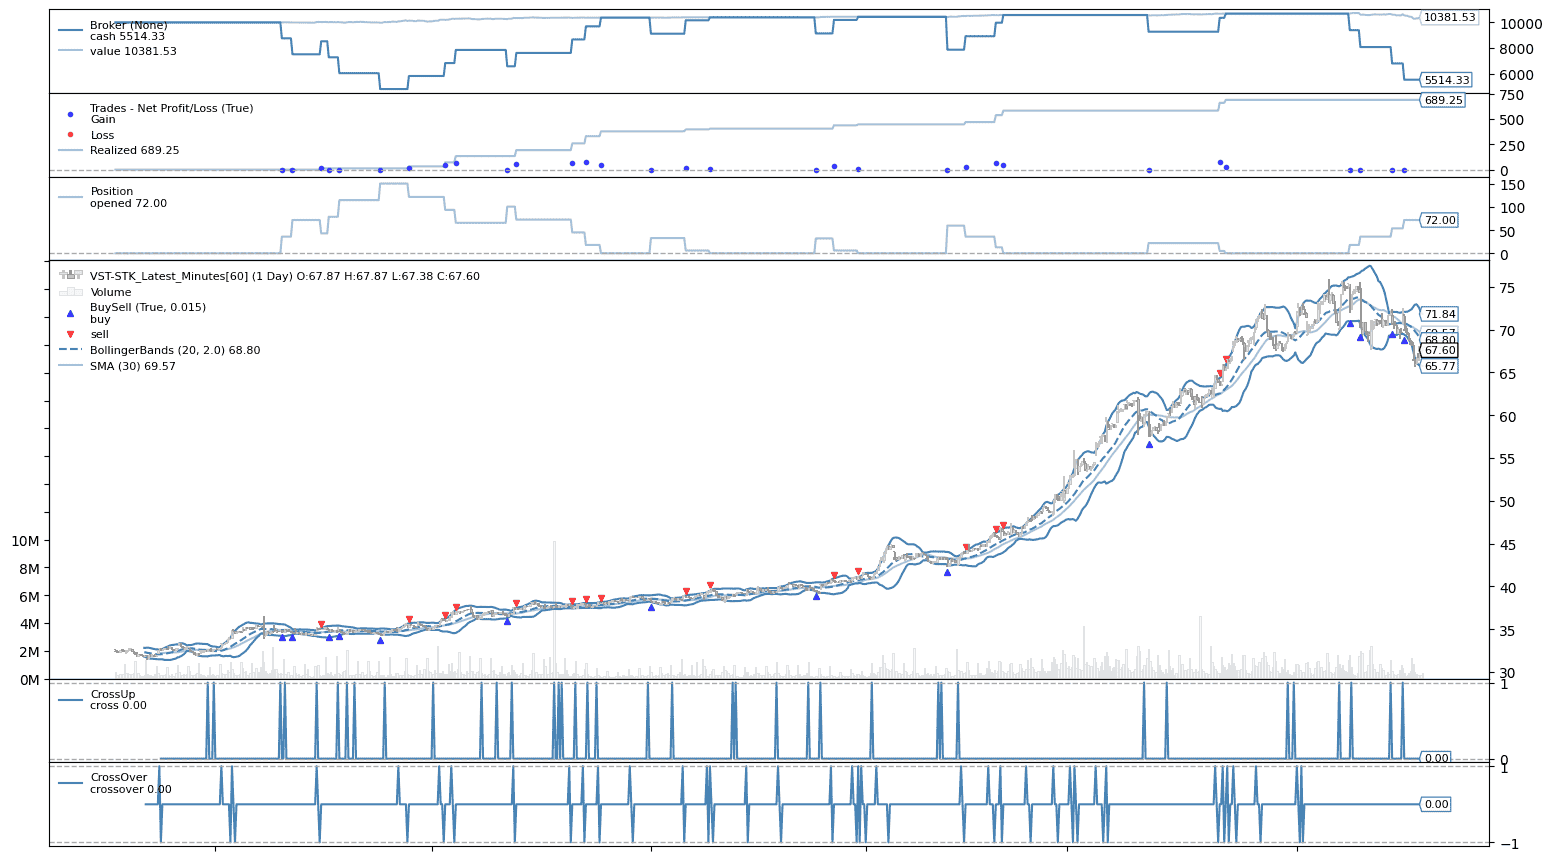 Broker (None)
cash 5514.33
value 10381.53
10381.53
10000
8000
6000
5514.33
Trades - Net Profit/Loss (True)
Gain
Loss
Realized 689.25
750
689.25
500
250
0
Position
opened 72.00
150
100
72.00
50
0
VST-STK_Latest_Minutes[60] (1 Day) O:67.87 H:67.87 L:67.38 C:67.60
Volume
BuySell (True, 0.015)
buy
sell
BollingerBands (20, 2.0) 68.80
SMA (30) 69.57
75
71.84
70
69.57
68.80
67.60
65.77
65
60
55
50
45
40
35
30
10M
8M
6M
4M
2M
0M
CrossUp
cross 0.00
1
0.00
0
CrossOver
crossover 0.00
1
0.00
−1